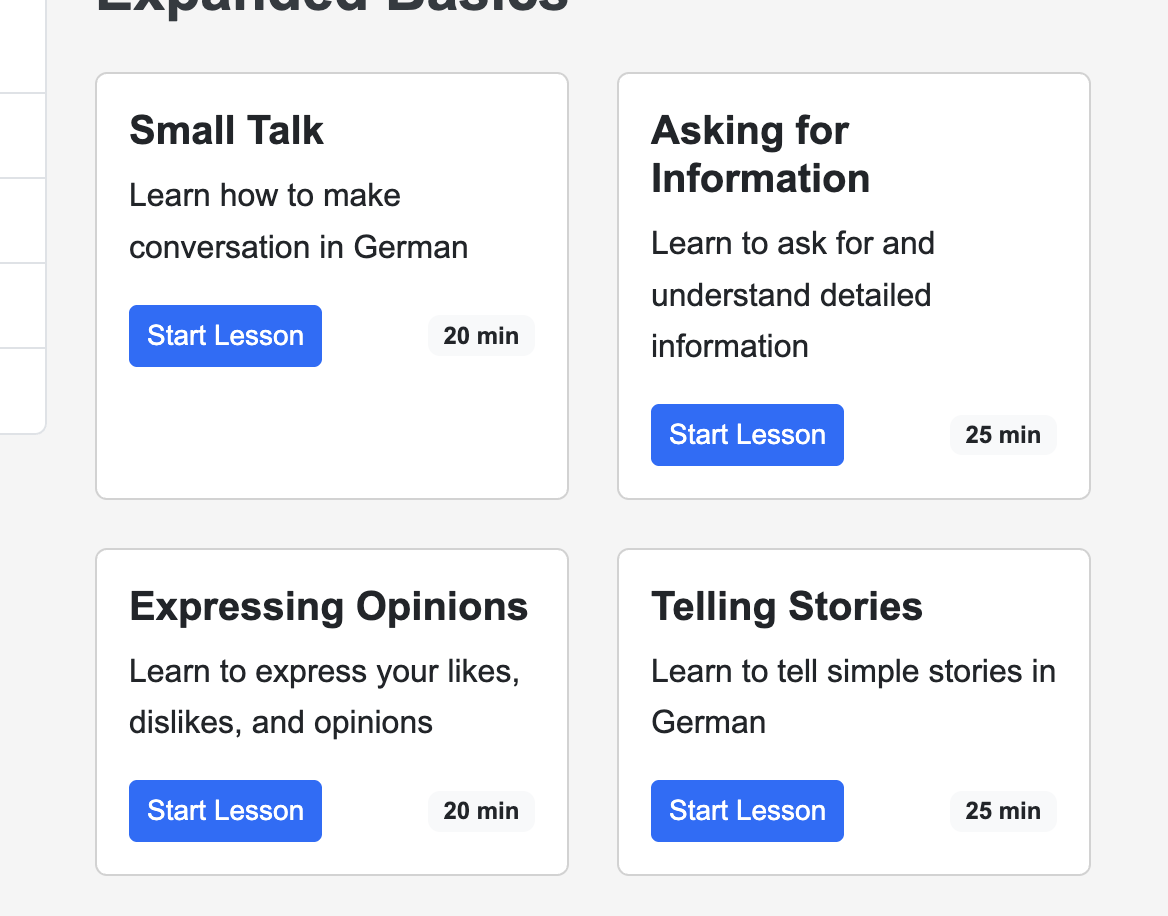 Expanded Basics
Small Talk
Learn how to make
conversation in German
Start Lesson
20 min
Asking for
Information
Learn to ask for and
understand detailed
information
Start Lesson
25 min
Expressing Opinions
Learn to express your likes,
dislikes, and opinions
Start Lesson
20 min
Telling Stories
Learn to tell simple stories in
German
Start Lesson
25 min